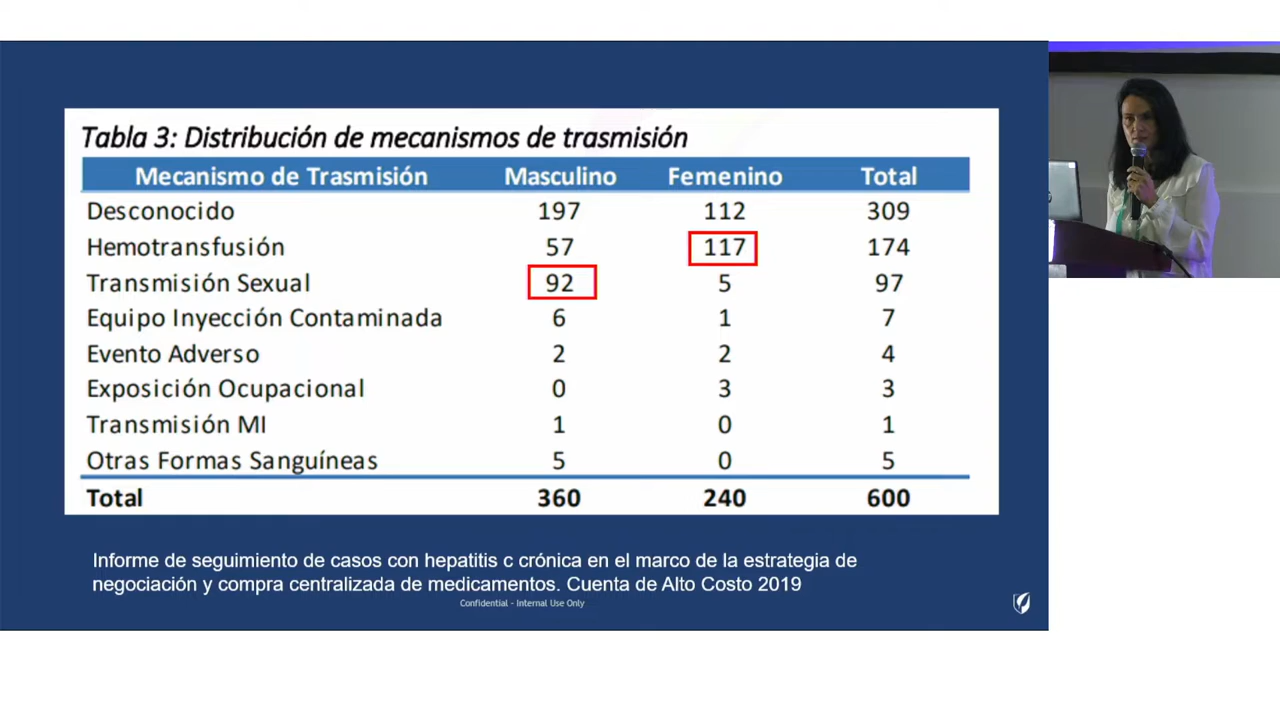 Tabla 3: Distribución de mecanismos de trasmisión
Mecanismo de Trasmisión Masculino Femenino Total
Desconocido 197 112 309
Hemotransfusión 57 117 174
Transmisión Sexual 92 5 97
Equipo Inyección Contaminada 6 1 7
Evento Adverso 2 2 4
Exposición Ocupacional 0 3 3
Transmisión MI 1 0 1
Otras Formas Sanguíneas 5 0 5
Total 360 240 600
Informe de seguimiento de casos con hepatitis c crónica en el marco de la estrategia de
negociación y compra centralizada de medicamentos. Cuenta de Alto Costo 2019
Confidential - Internal Use Only